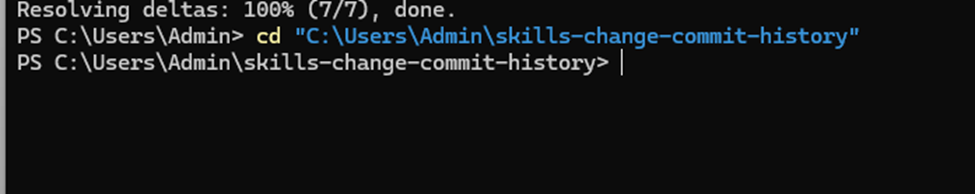 Resolving deltas: 100% (7/7), done.
PS C:\Users\Admin> cd "C:\Users\Admin\skills-change-commit-history"
PS C:\Users\Admin\skills-change-commit-history>